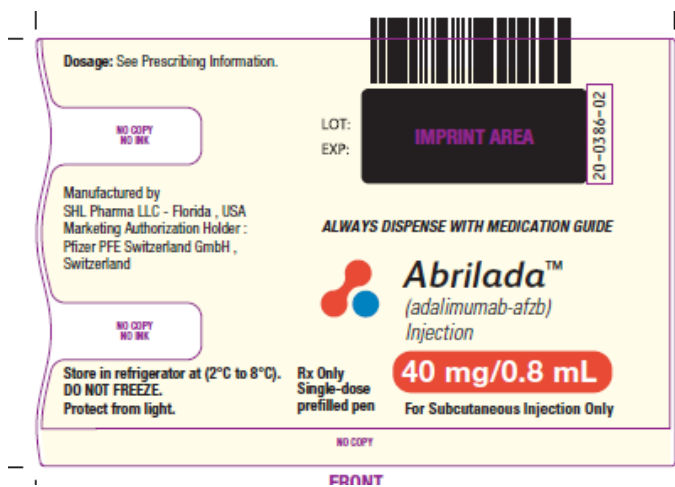 Dosage: See Prescribing Information.
NO COPY
NO INK
LOT:
EXP:
IMPRINT AREA
20-0386-02
Manufactured by
SHL Pharma LLC - Florida , USA
Marketing Authorization Holder :
Pfizer PFE Switzerland GmbH ,
Switzerland
ALWAYS DISPENSE WITH MEDICATION GUIDE
Abrilada™
(adalimumab-afzb)
Injection
NO COPY
NO INK
Store in refrigerator at (2°C to 8°C).
DO NOT FREEZE.
Protect from light.
Rx Only
Single-dose
prefilled pen
40 mg/0.8 mL
For Subcutaneous Injection Only
NO COPY
FRONT